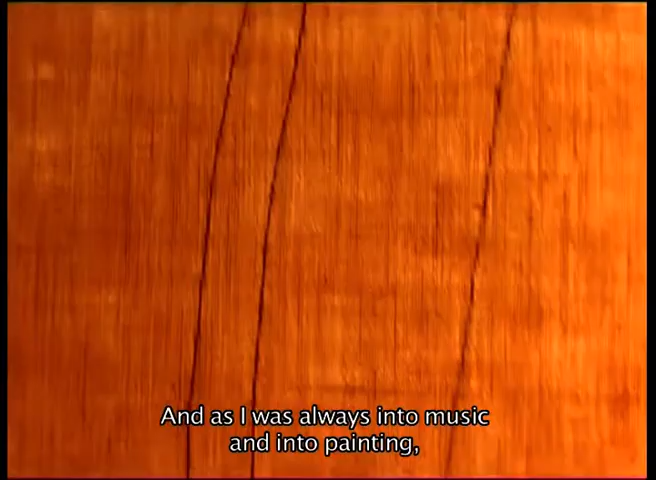 And as I was always into music
and into painting,